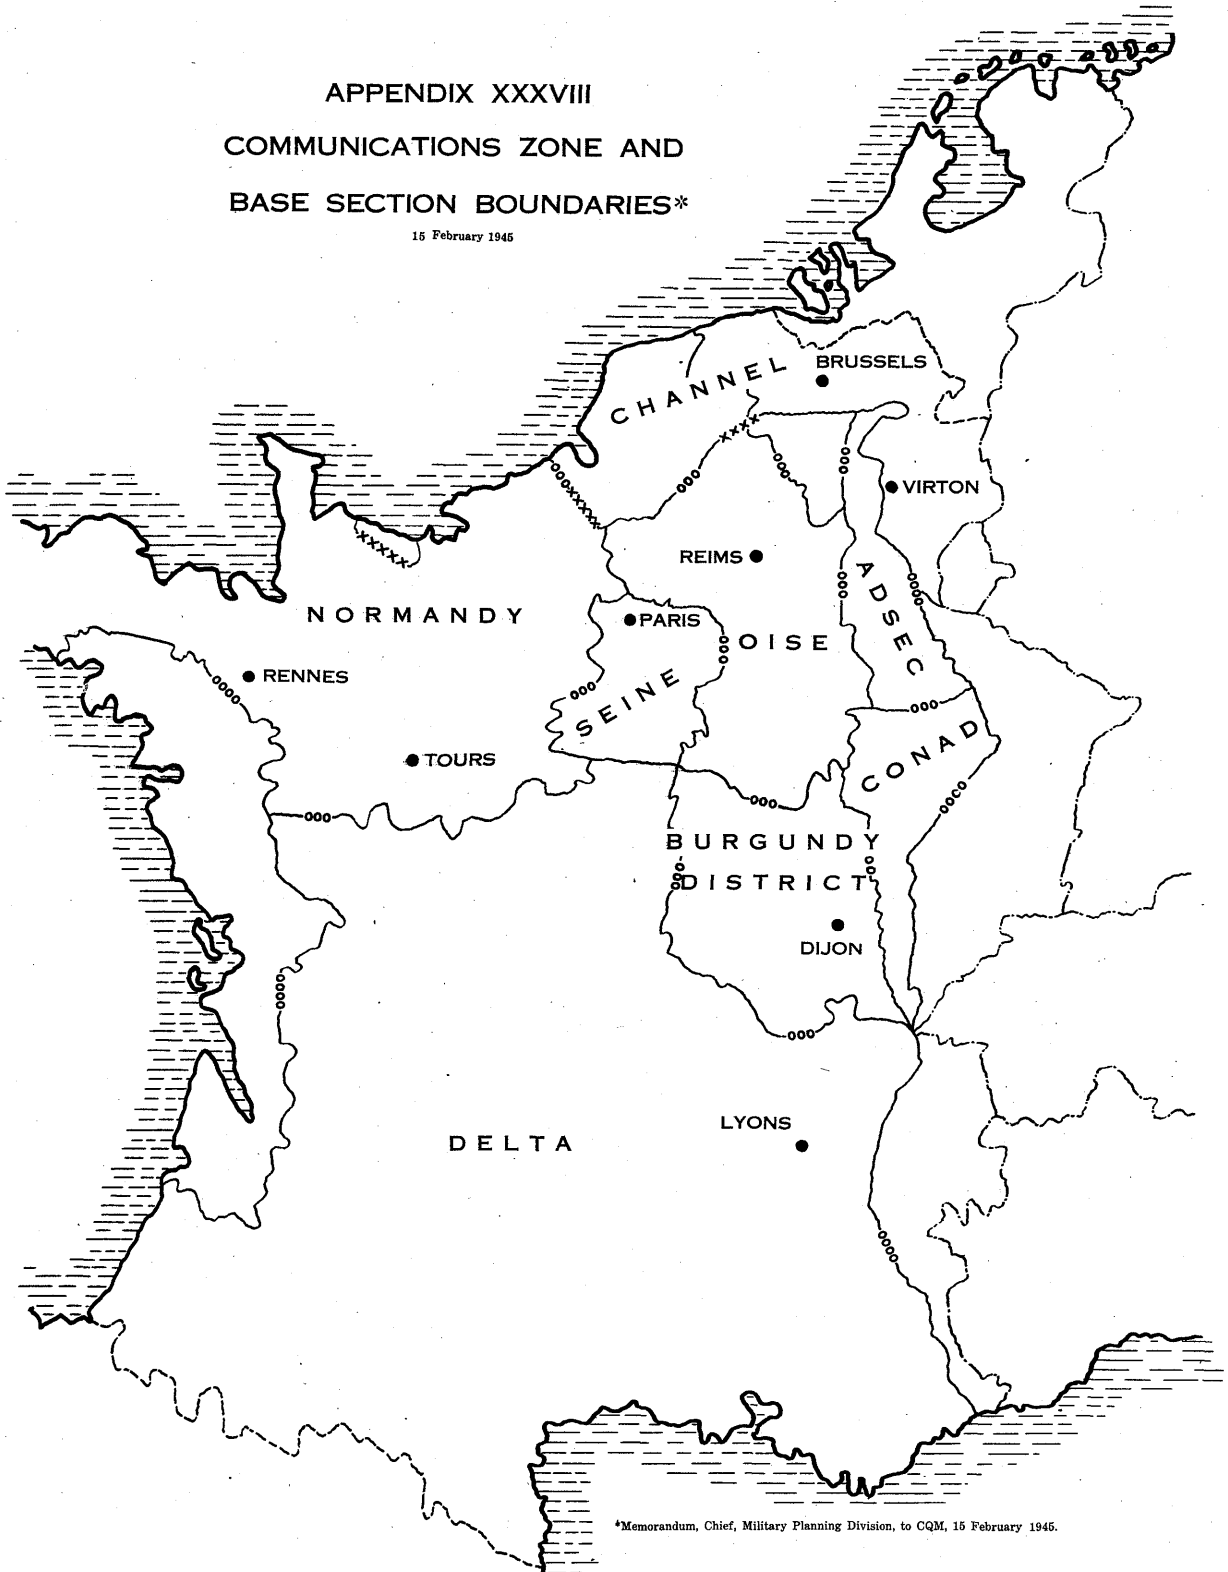 APPENDIX XXXVIII
COMMUNICATIONS ZONE AND
BASE SECTION BOUNDARIES*
15 February 1945
CHANNEL
BRUSSELS
VIRTON
REIMS
ADSEC
NORMANDY
PARIS
OISE
RENNES
SEINE
TOURS
CONAD
BURGUNDY
DISTRICT
DIJON
LYONS
DELTA
*Memorandum, Chief, Military Planning Division, to CQM, 15 February 1945.